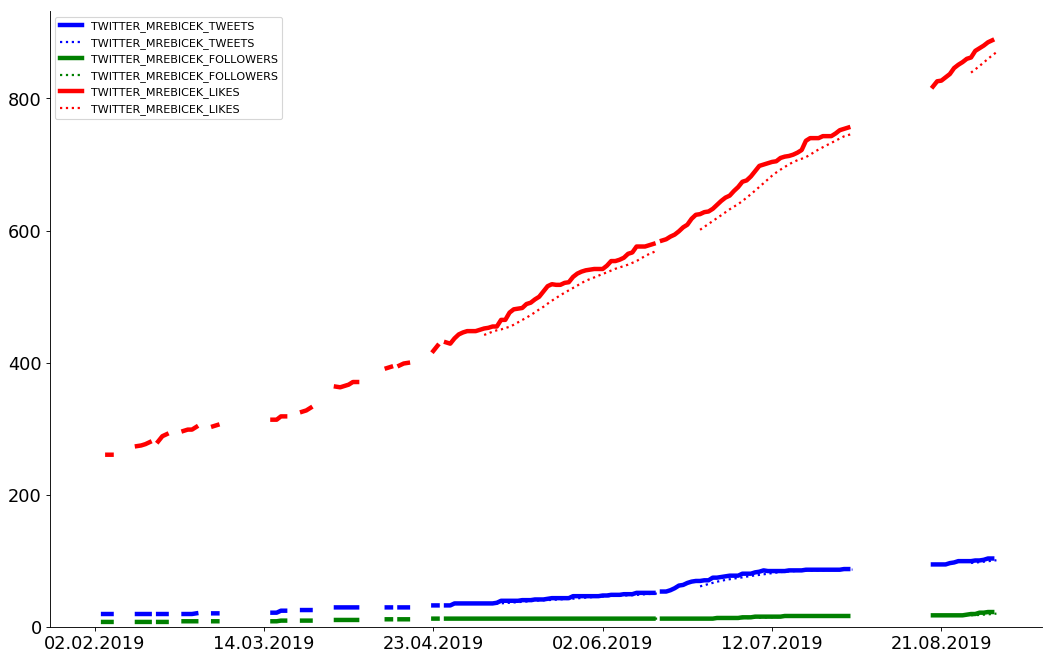 TWITTER_MREBICEK_TWEETS
TWITTER_MREBICEK_TWEETS
TWITTER_MREBICEK_FOLLOWERS
TWITTER_MREBICEK_FOLLOWERS
TWITTER_MREBICEK_LIKES
TWITTER_MREBICEK_LIKES
800
600
400
200
0
02.02.2019 14.03.2019 23.04.2019 02.06.2019 12.07.2019 21.08.2019